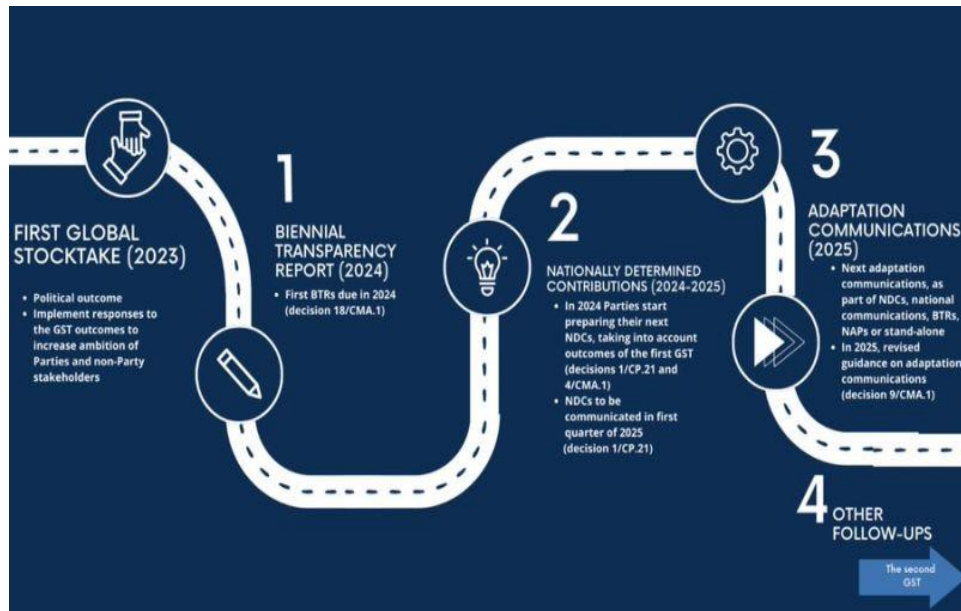 FIRST GLOBAL
STOCKTAKE (2023)
• Political outcome
• Implement responses to
the GST outcomes to
increase ambition of
Parties and non-Party
stakeholders
1
BIENNIAL
TRANSPARENCY
REPORT (2024)
• First BTRs due in 2024
(decision 18/CMA.1)
2
NATIONALLY DETERMINED
CONTRIBUTIONS (2024-2025)
• In 2024 Parties start
preparing their next
NDCs, taking into account
outcomes of the first GST
(decisions 1/CP.21 and
4/CMA.1)
• NDCs to be
communicated in first
quarter of 2025
(decision 1/CP.21)
3
ADAPTATION
COMMUNICATIONS
(2025)
• Next adaptation
communications, as
part of NDCs, national
communications, BTRs,
NAPs or stand-alone
• In 2025, revised
guidance on adaptation
communications
(decision 9/CMA.1)
4 OTHER
FOLLOW-UPS
The second
GST